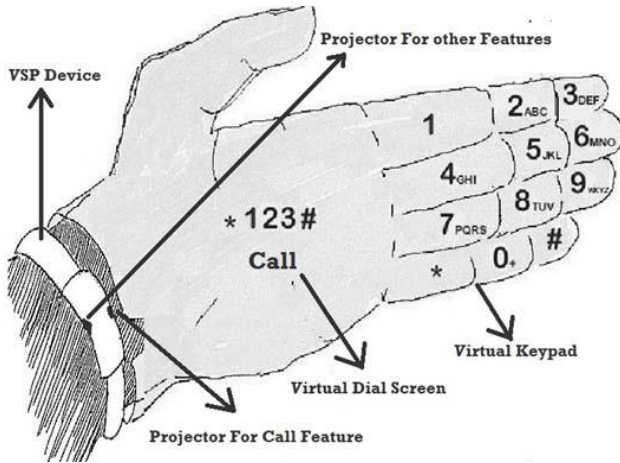 Projector For other Features
VSP Device
1
2ABC
3DEF
4GHI
5JKL
6MNO
7PQRS
8TUV
9WXYZ
*
0+
#
*123#
Call
Virtual Keypad
Virtual Dial Screen
Projector For Call Feature